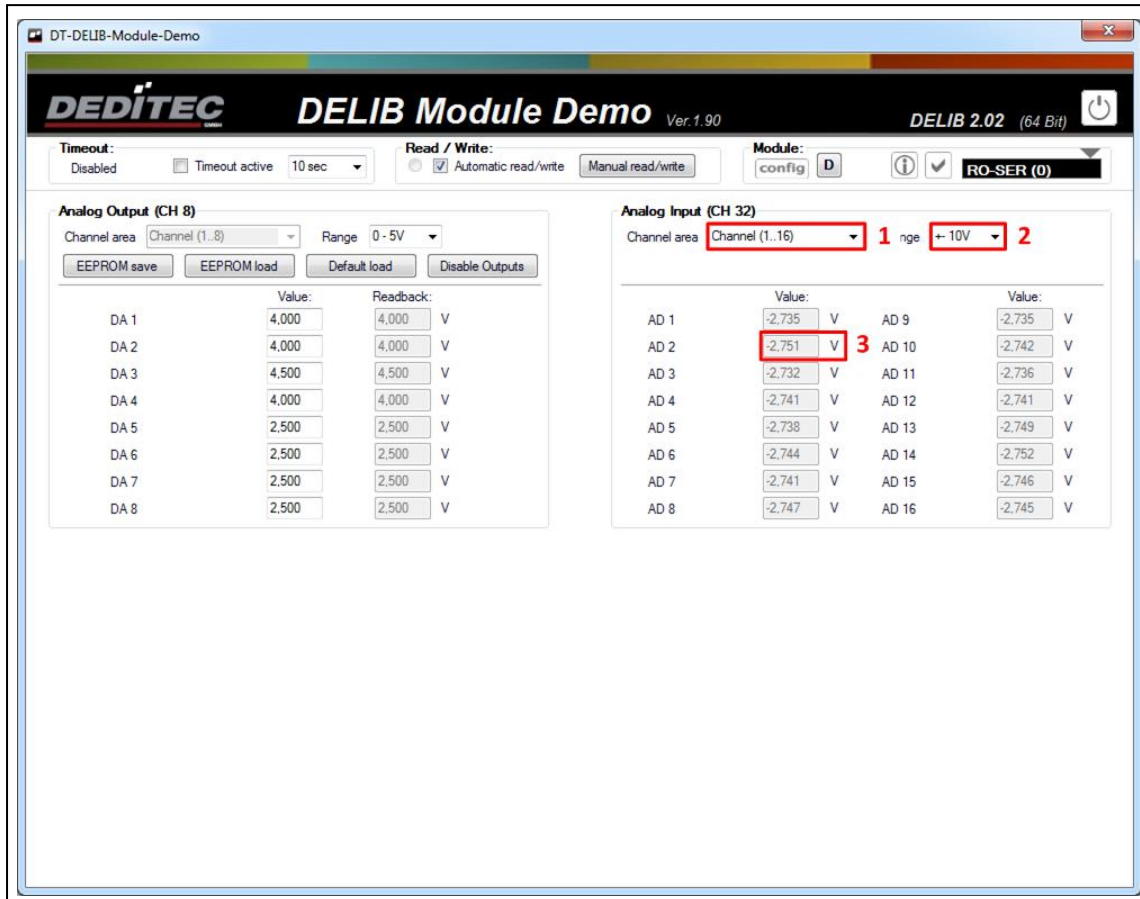 DT-DELIB-Module-Demo
DEDITEC
GMBH
DELIB Module Demo Ver.1.90
DELIB 2.02 (64 Bit)
Timeout:
Disabled Timeout active 10 sec
Read / Write:
Automatic read/write Manual read/write
Module:
config D
RO-SER (0)
Analog Output (CH 8)
Channel area Channel (1..8) Range 0 - 5V
EEPROM save EEPROM load Default load Disable Outputs
Value: Readback:
DA 1 4,000 4,000 V
DA 2 4,000 4,000 V
DA 3 4,500 4,500 V
DA 4 4,000 4,000 V
DA 5 2,500 2,500 V
DA 6 2,500 2,500 V
DA 7 2,500 2,500 V
DA 8 2,500 2,500 V
Analog Input (CH 32)
Channel area Channel (1..16) 1 nge +- 10V 2
Value: Value:
AD 1 -2,735 V AD 9 -2,735 V
AD 2 -2,751 V 3 AD 10 -2,742 V
AD 3 -2,732 V AD 11 -2,736 V
AD 4 -2,741 V AD 12 -2,741 V
AD 5 -2,738 V AD 13 -2,749 V
AD 6 -2,744 V AD 14 -2,752 V
AD 7 -2,741 V AD 15 -2,746 V
AD 8 -2,747 V AD 16 -2,745 V